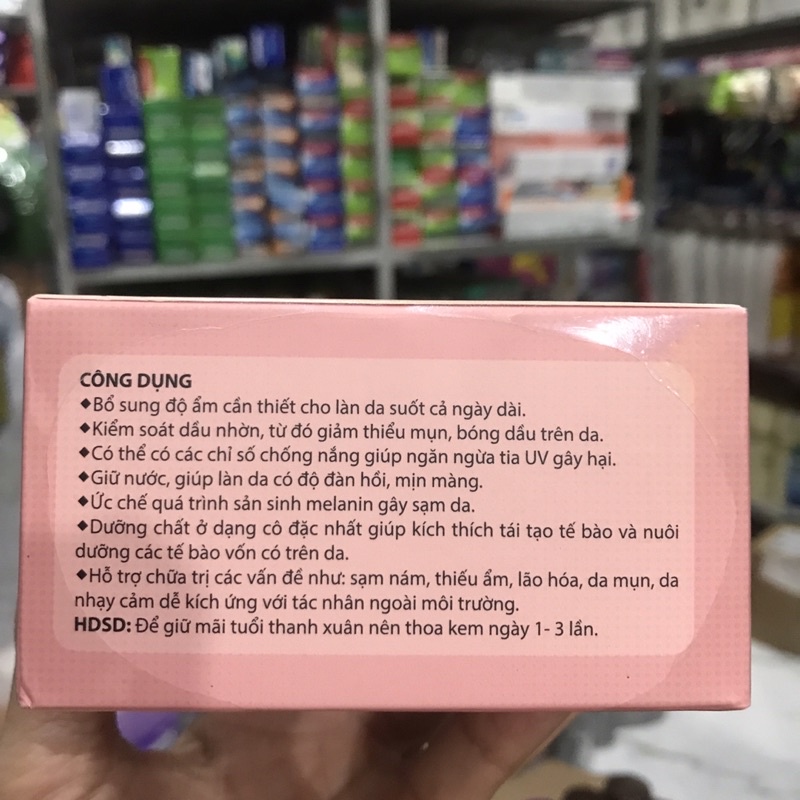 CÔNG DỤNG
◆Bổ sung độ ẩm cần thiết cho làn da suốt cả ngày dài.
◆Kiểm soát dầu nhờn, từ đó giảm thiểu mụn, bóng dầu trên da.
◆Có thể có các chỉ số chống nắng giúp ngăn ngừa tia UV gây hại.
◆Giữ nước, giúp làn da có độ đàn hồi, mịn màng.
◆Ức chế quá trình sản sinh melanin gây sạm da.
◆Dưỡng chất ở dạng cô đặc nhất giúp kích thích tái tạo tế bào và nuôi
dưỡng các tế bào vốn có trên da.
◆Hỗ trợ chữa trị các vấn đề như: sạm nám, thiếu ẩm, lão hóa, da mụn, da
nhạy cảm dễ kích ứng với tác nhân ngoài môi trường.
HDSD: Để giữ mãi tuổi thanh xuân nên thoa kem ngày 1- 3 lần.